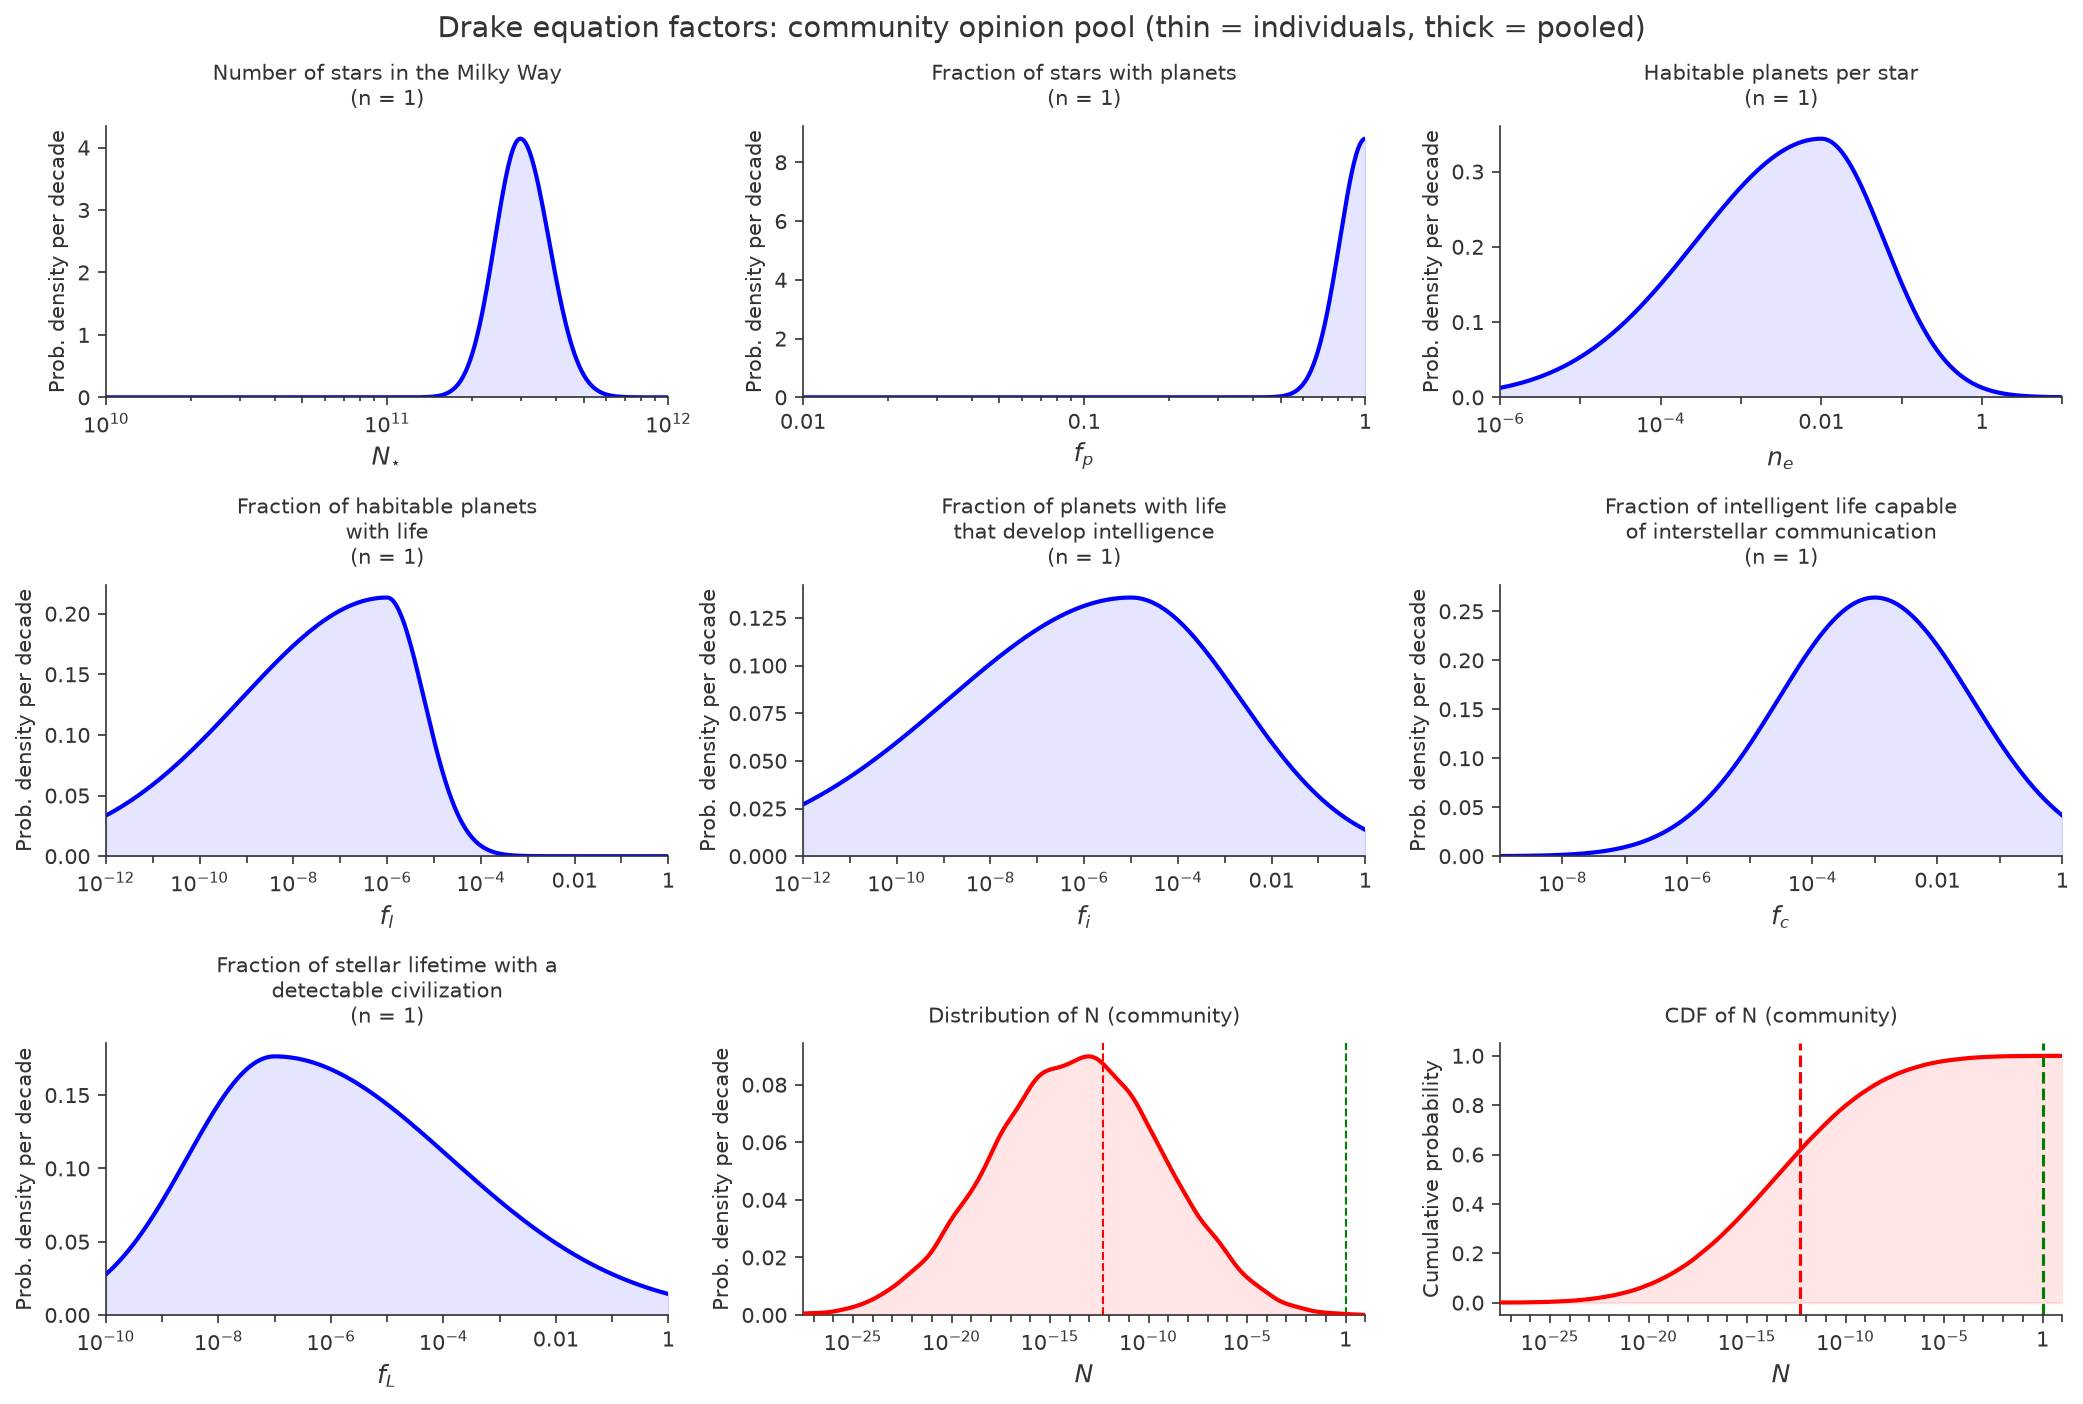 Drake equation factors: community opinion pool (thin = individuals, thick = pooled)
Number of stars in the Milky Way
(n = 1)
Prob. density per decade
4
3
2
1
0
10^10 10^11 10^12
N⋆
Fraction of stars with planets
(n = 1)
Prob. density per decade
8
6
4
2
0
0.01 0.1 1
f_p
Habitable planets per star
(n = 1)
Prob. density per decade
0.3
0.2
0.1
0.0
10^−6 10^−4 0.01 1
n_e
Fraction of habitable planets
with life
(n = 1)
Prob. density per decade
0.20
0.15
0.10
0.05
0.00
10^−12 10^−10 10^−8 10^−6 10^−4 0.01 1
f_l
Fraction of planets with life
that develop intelligence
(n = 1)
Prob. density per decade
0.125
0.100
0.075
0.050
0.025
0.000
10^−12 10^−10 10^−8 10^−6 10^−4 0.01 1
f_i
Fraction of intelligent life capable
of interstellar communication
(n = 1)
Prob. density per decade
0.25
0.20
0.15
0.10
0.05
0.00
10^−8 10^−6 10^−4 0.01 1
f_c
Fraction of stellar lifetime with a
detectable civilization
(n = 1)
Prob. density per decade
0.15
0.10
0.05
0.00
10^−10 10^−8 10^−6 10^−4 0.01 1
f_L
Distribution of N (community)
Prob. density per decade
0.08
0.06
0.04
0.02
0.00
10^−25 10^−20 10^−15 10^−10 10^−5 1
N
CDF of N (community)
Cumulative probability
1.0
0.8
0.6
0.4
0.2
0.0
10^−25 10^−20 10^−15 10^−10 10^−5 1
N